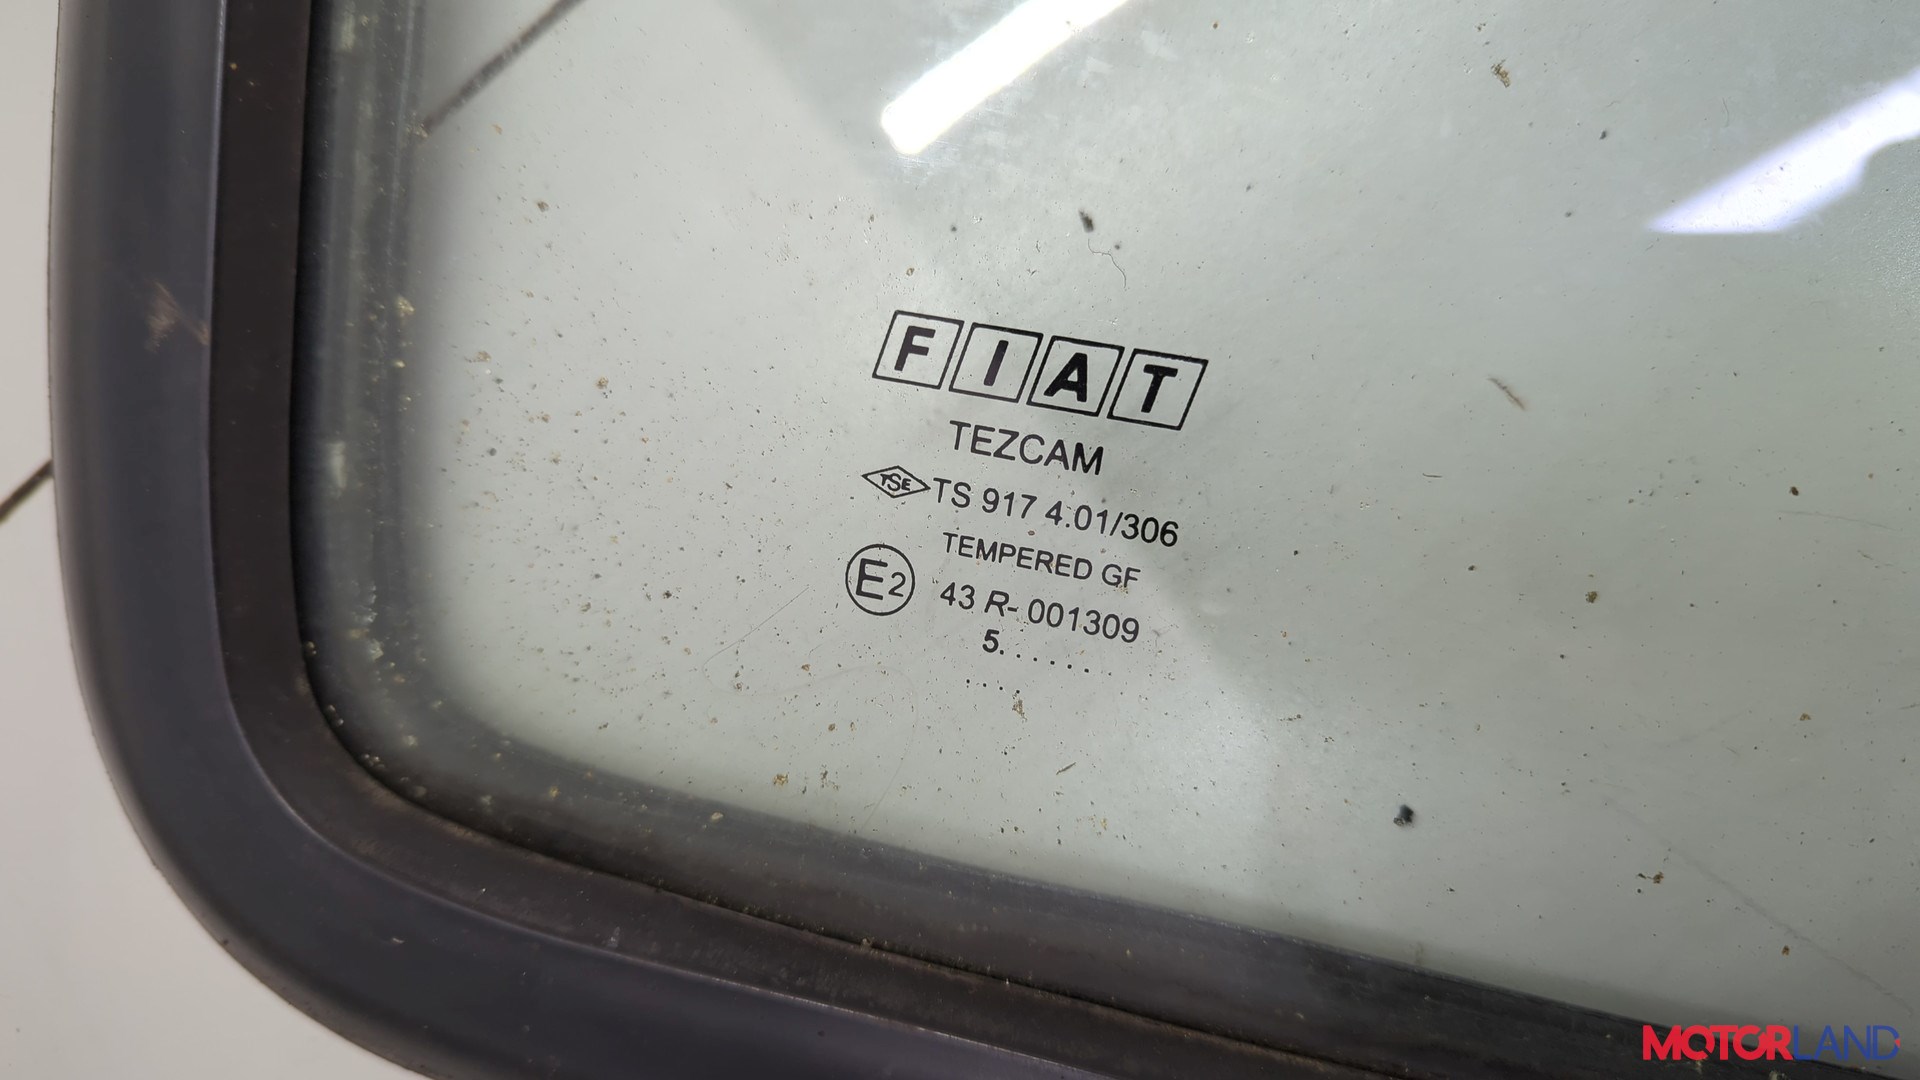 FIAT
TEZCAM
TSE TS 917 4.01/306
TEMPERED GF
E2 43 R- 001309
5.......
....
MOTORLAND